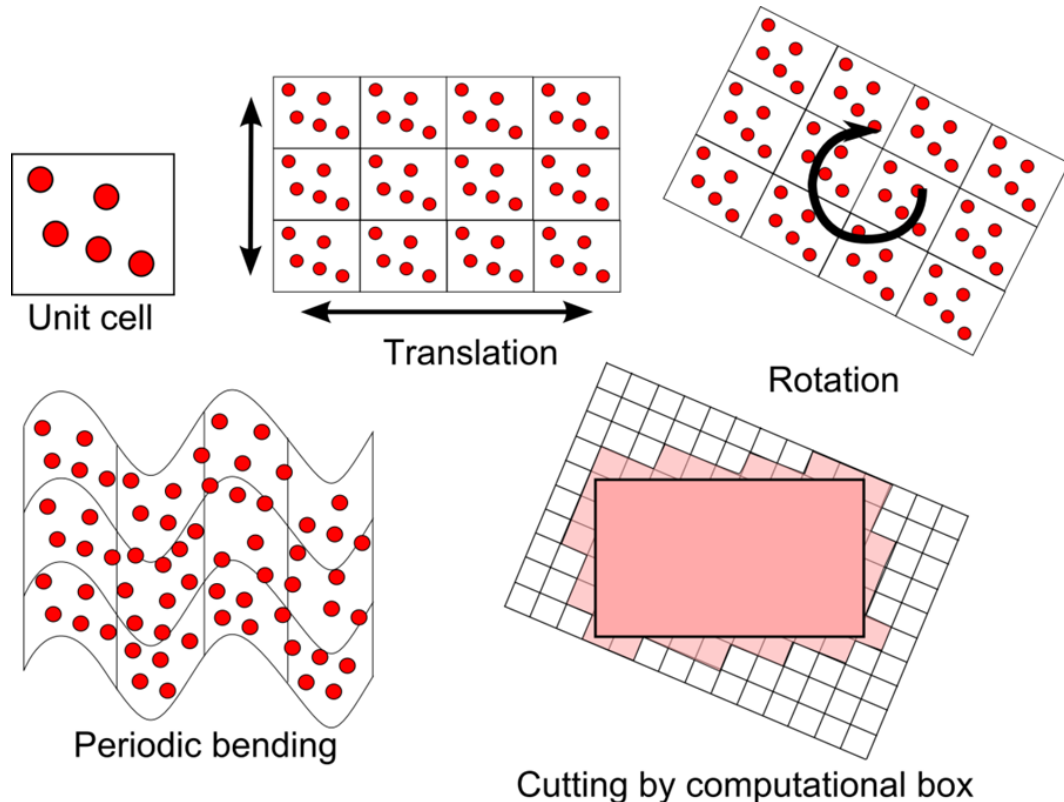 Unit cell
Translation
Rotation
Periodic bending
Cutting by computational box